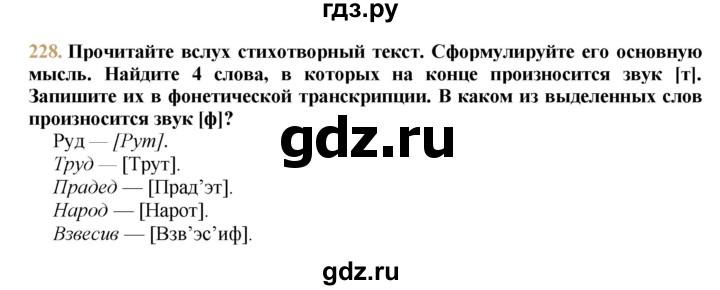 гдз.ру
228. Прочитайте вслух стихотворный текст. Сформулируйте его основную
мысль. Найдите 4 слова, в которых на конце произносится звук [т].
Запишите их в фонетической транскрипции. В каком из выделенных слов
произносится звук [ф]?
Руд — [Рут].
Труд — [Трут].
Прадед — [Прад’эт].
Народ — [Нарот].
Взвесив — [Взв’эс’иф].
gdz.ru
gdz.ru